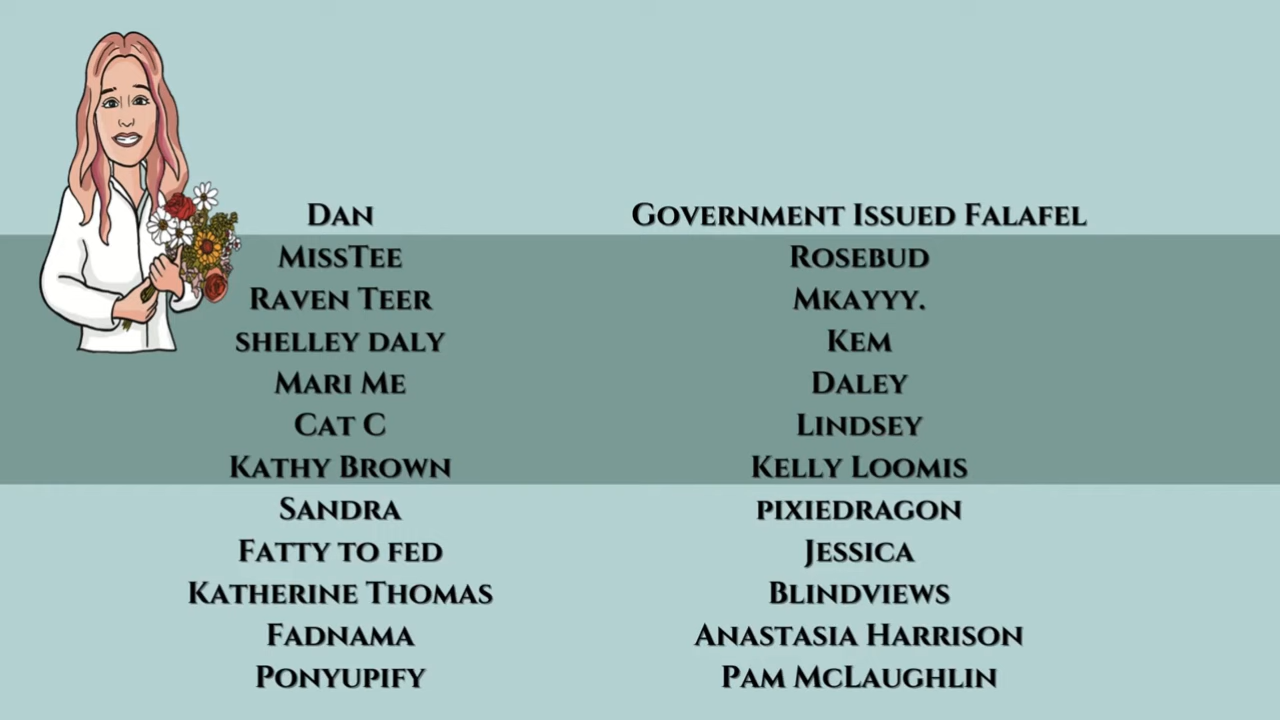 Dan
MissTee
Raven Teer
shelley daly
Mari Me
Cat C
Kathy Brown
Sandra
Fatty to fed
Katherine Thomas
Fadnama
Ponyupify
Government Issued Falafel
Rosebud
Mkayyy.
Kem
Daley
Lindsey
Kelly Loomis
pixiedragon
Jessica
Blindviews
Anastasia Harrison
Pam McLaughlin